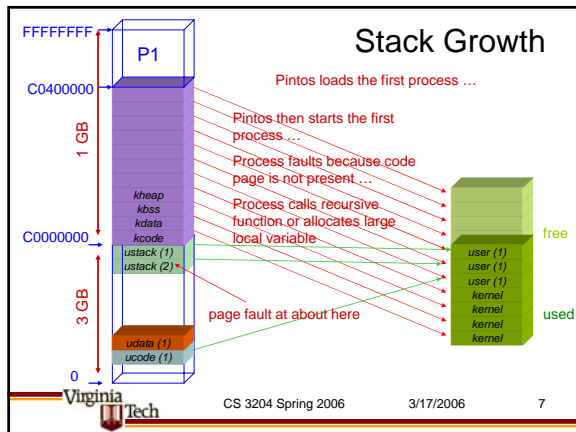 Stack Growth
FFFFFFFF
P1
C0400000
1 GB
Pintos loads the first process …
Pintos then starts the first
process …
Process faults because code
page is not present …
Process calls recursive
function or allocates large
local variable
kheap
kbss
kdata
kcode
C0000000
ustack (1)
ustack (2)
3 GB
page fault at about here
udata (1)
ucode (1)
0
free
user (1)
user (1)
user (1)
kernel
kernel
kernel
kernel
used
Virginia
Tech
CS 3204 Spring 2006
3/17/2006
7